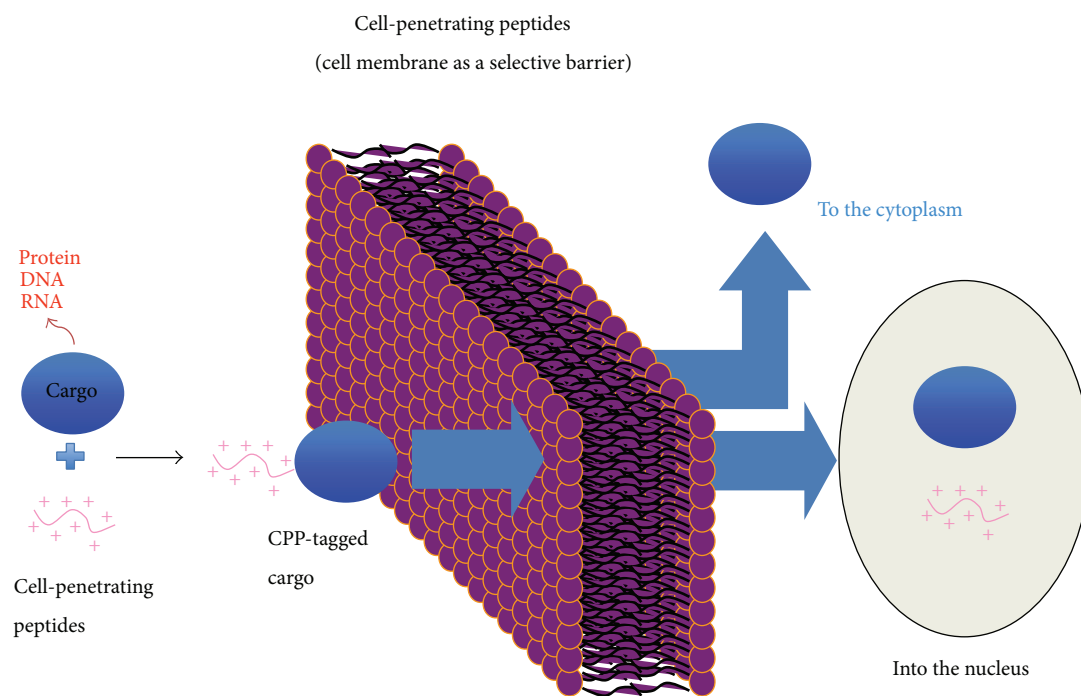 Cell-penetrating peptides
(cell membrane as a selective barrier)
To the cytoplasm
Protein
DNA
RNA
Cargo
CPP-tagged
cargo
Cell-penetrating
peptides
Into the nucleus